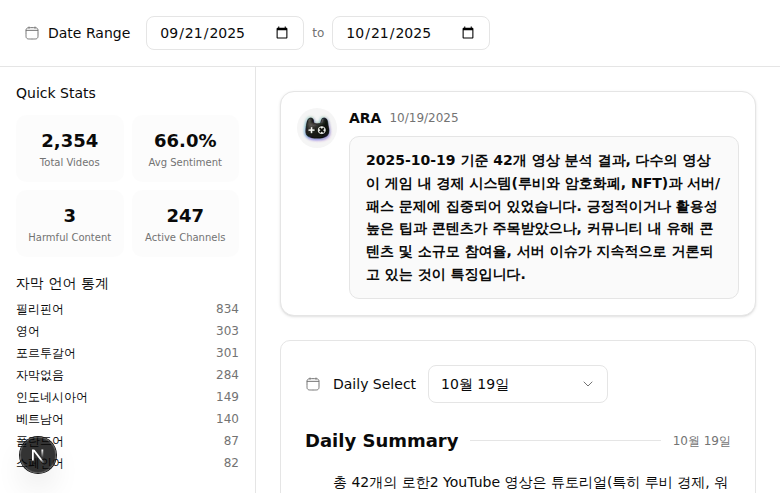 Date Range 09/21/2025 to 10/21/2025
Quick Stats
2,354
Total Videos
66.0%
Avg Sentiment
3
Harmful Content
247
Active Channels
자막 언어 통계
필리핀어 834
영어 303
포르투갈어 301
자막없음 284
인도네시아어 149
베트남어 140
87
82
N
ARA 10/19/2025
2025-10-19 기준 42개 영상 분석 결과, 다수의 영상
이 게임 내 경제 시스템(루비와 암호화폐, NFT)과 서버/
패스 문제에 집중되어 있었습니다. 긍정적이거나 활용성
높은 팁과 콘텐츠가 주목받았으나, 커뮤니티 내 유해 콘
텐츠 및 소규모 참여율, 서버 이슈가 지속적으로 거론되
고 있는 것이 특징입니다.
Daily Select 10월 19일
Daily Summary 10월 19일
총 42개의 로한2 YouTube 영상은 튜토리얼(특히 루비 경제, 워